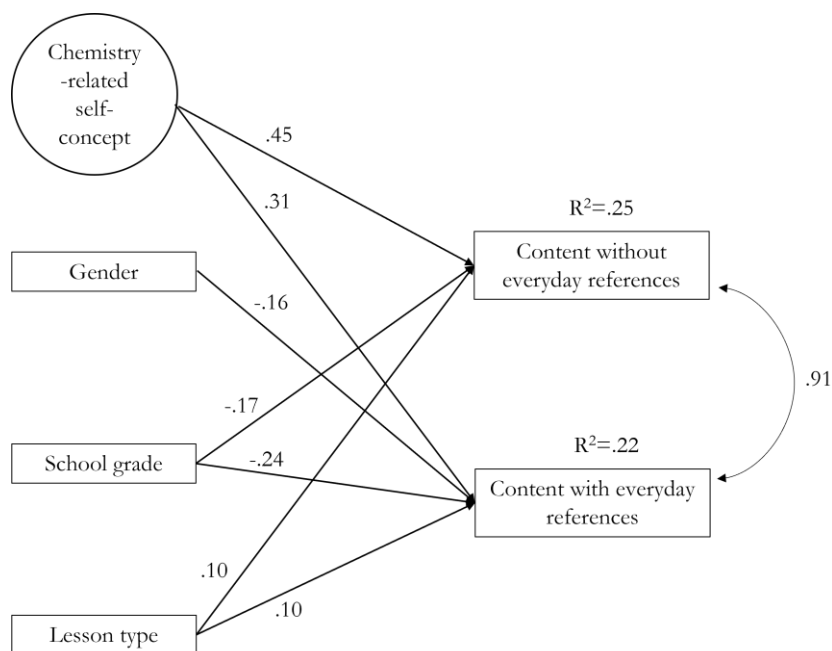 Chemistry
-related
self-
concept
.45
.31
R²=.25
Content without
everyday references
Gender
-.16
.91
-.17
School grade
-.24
R²=.22
Content with everyday
references
.10
.10
Lesson type